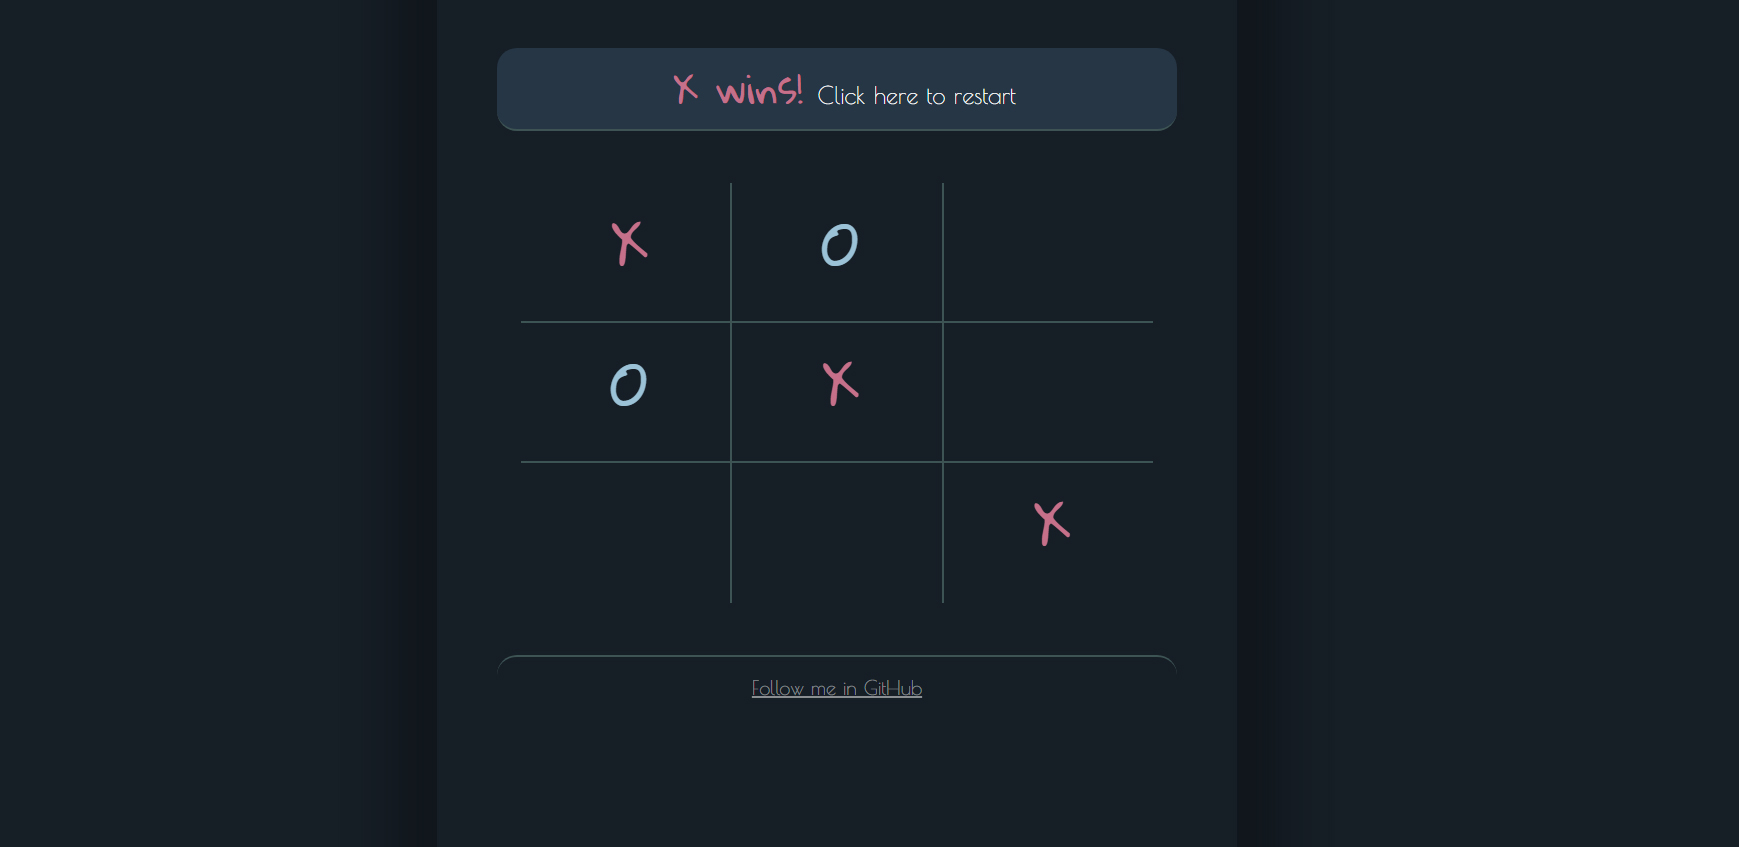 X wins! Click here to restart
X O
O X
X
Follow me in GitHub